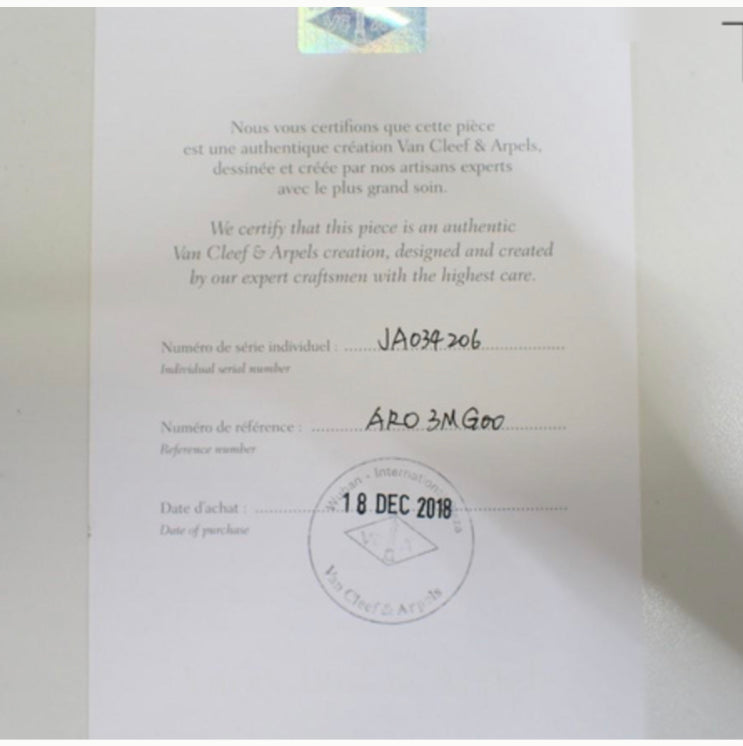 Nous vous certifions que cette pièce
est une authentique création Van Cleef & Arpels,
dessinée et créée par nos artisans experts
avec le plus grand soin.
We certify that this piece is an authentic
Van Cleef & Arpels creation, designed and created
by our expert craftsmen with the highest care.
Numéro de série individuel : JA034206
Individual serial number
Numéro de référence : ARO3MG00
Reference number
Wuhan - International
Date d'achat : 18 DEC 2018
Date of purchase
Van Cleef & Arpels